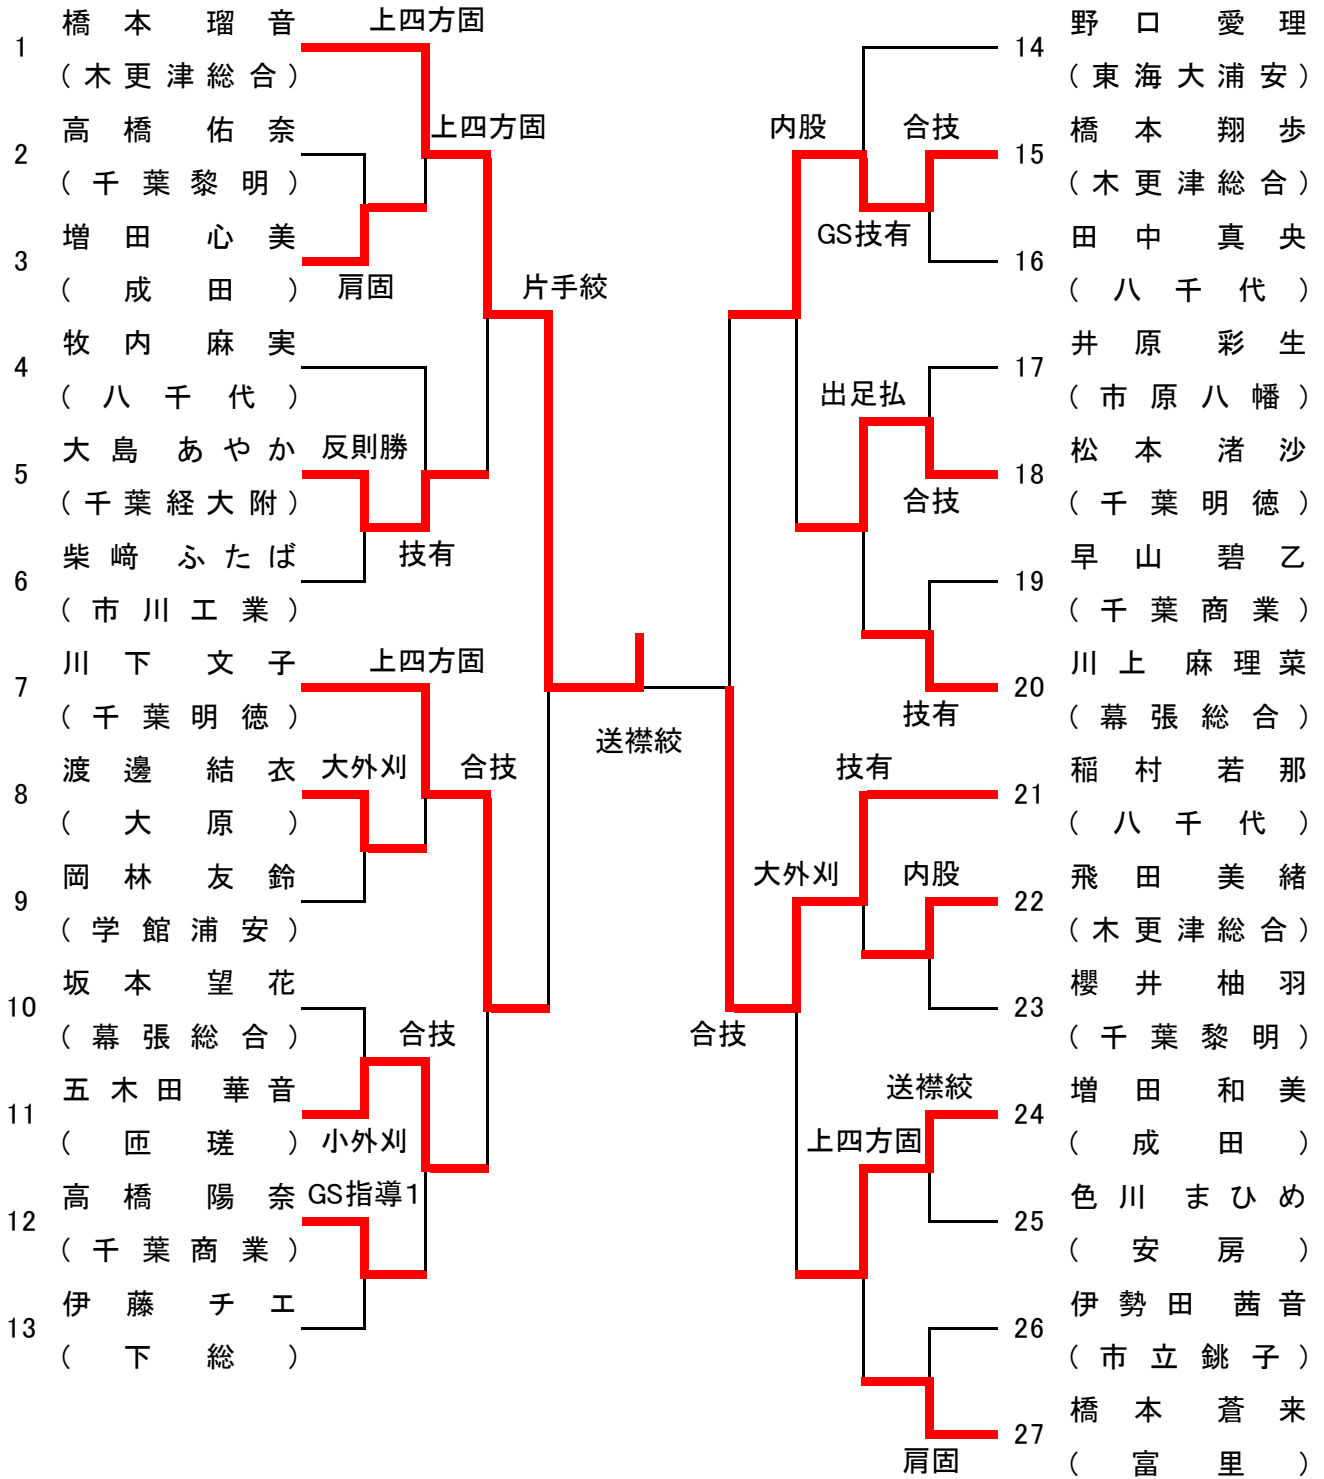 橋本 瑠音
1
(木更津総合)
高橋 佑奈
2
(千葉黎明)
増田 心美
3
(成田)
牧内 麻実
4
(八千代)
大島 あやか
5
(千葉経大附)
柴﨑 ふたば
6
(市川工業)
川下 文子
7
(千葉明徳)
渡邊 結衣
8
(大原)
岡林 友鈴
9
(学館浦安)
坂本 望花
10
(幕張総合)
五木田 華音
11
(匝瑳)
高橋 陽奈
12
(千葉商業)
伊藤 チエ
13
(下総)
上四方固
上四方固
肩固
片手絞
反則勝
技有
上四方固
大外刈
合技
合技
小外刈
GS指導1
送襟絞
内股
合技
GS技有
出足払
合技
技有
技有
大外刈
内股
合技
送襟絞
上四方固
肩固
野口 愛理
14
(東海大浦安)
橋本 翔歩
15
(木更津総合)
田中 真央
16
(八千代)
井原 彩生
17
(市原八幡)
松本 渚沙
18
(千葉明徳)
早山 碧乙
19
(千葉商業)
川上 麻理菜
20
(幕張総合)
稲村 若那
21
(八千代)
飛田 美緒
22
(木更津総合)
櫻井 柚羽
23
(千葉黎明)
増田 和美
24
(成田)
色川 まひめ
25
(安房)
伊勢田 茜音
26
(市立銚子)
橋本 蒼来
27
(富里)